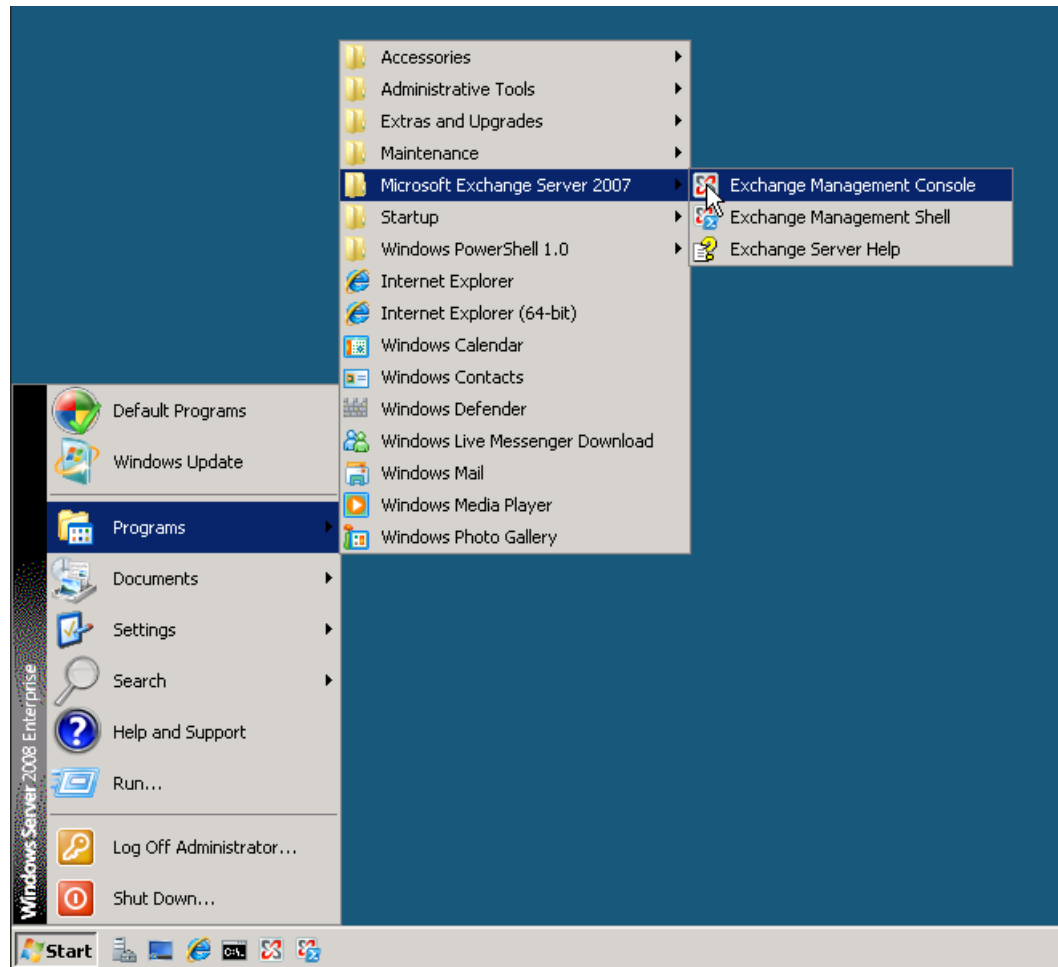 Accessories
Administrative Tools
Extras and Upgrades
Maintenance
Microsoft Exchange Server 2007
Startup
Windows PowerShell 1.0
Internet Explorer
Internet Explorer (64-bit)
Windows Calendar
Windows Contacts
Windows Defender
Windows Live Messenger Download
Windows Mail
Windows Media Player
Windows Photo Gallery
Exchange Management Console
Exchange Management Shell
Exchange Server Help
Default Programs
Windows Update
Programs
Documents
Settings
Search
Help and Support
Run...
Log Off Administrator...
Shut Down...
Windows Server 2008 Enterprise
Start